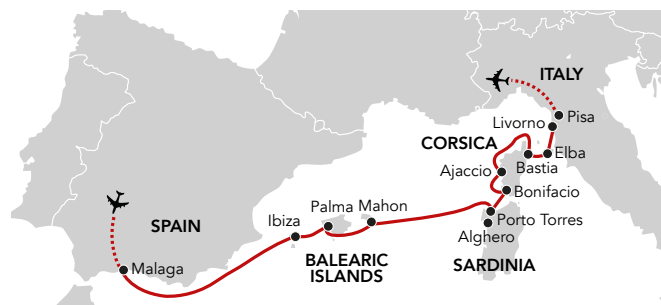 ITALY
Pisa
Livorno
CORSICA
Elba
Bastia
Ajaccio
Bonifacio
Palma
Mahon
SPAIN
Ibiza
Porto Torres
Alghero
BALEARIC
ISLANDS
SARDINIA
Malaga